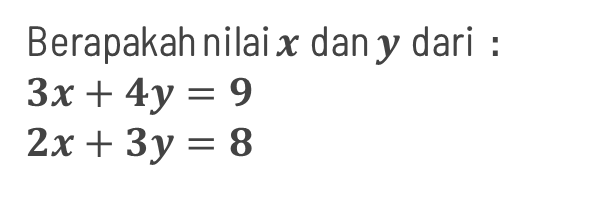 Berapakah nilai x dan y dari :
3x + 4y = 9
2x + 3y = 8